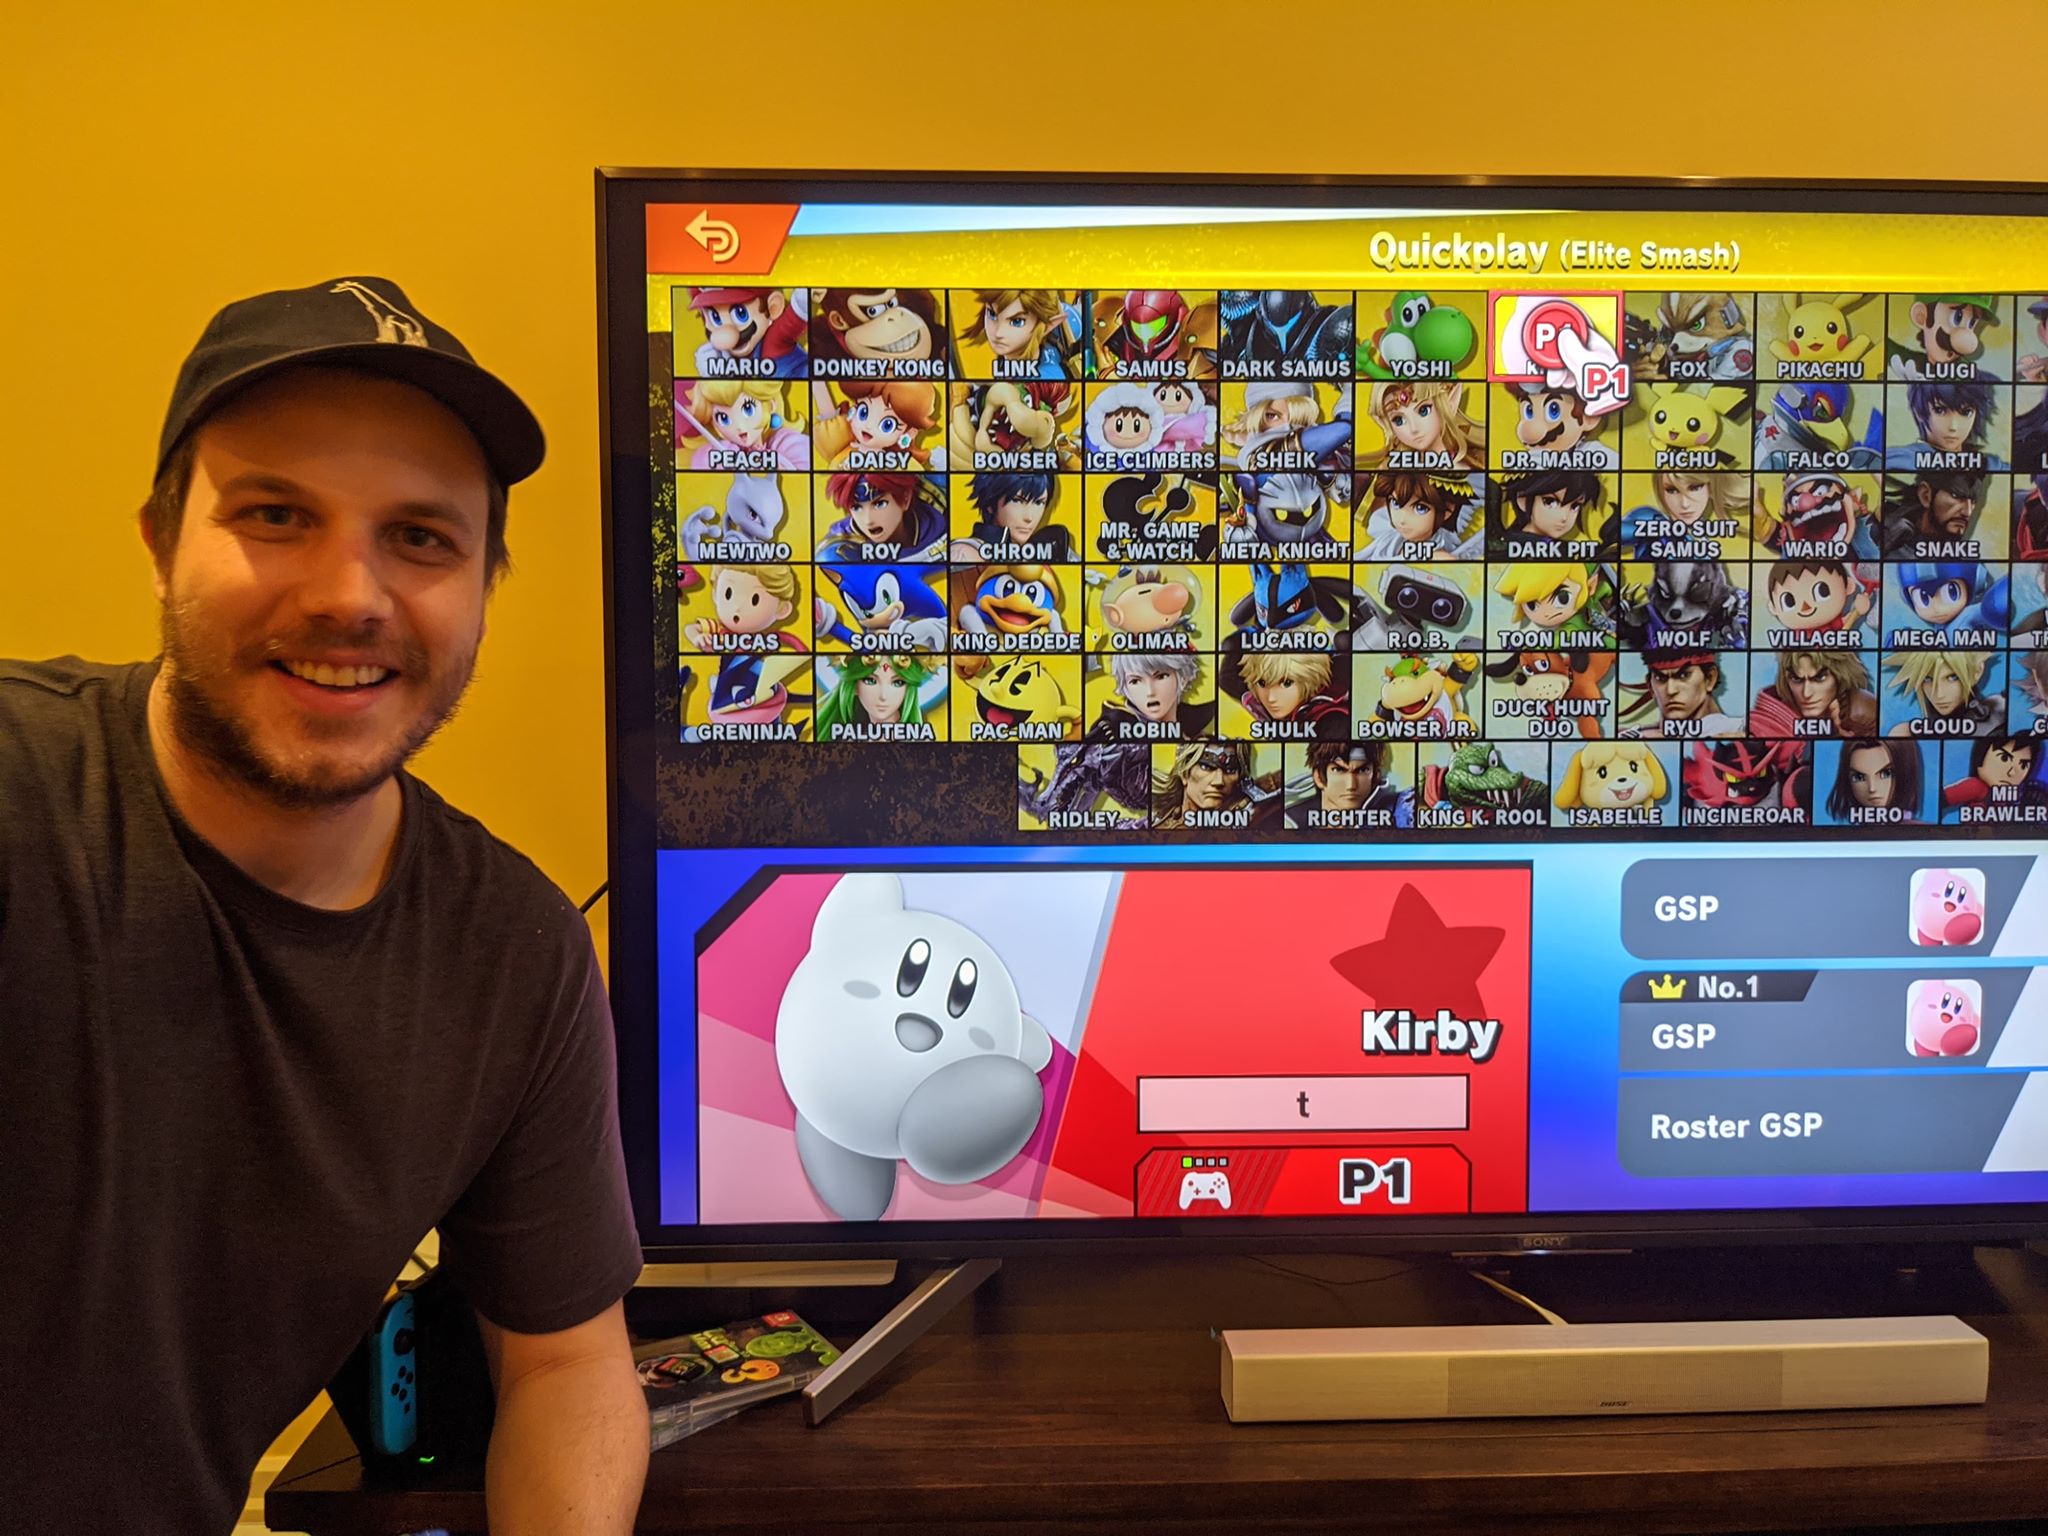 Quickplay (Elite Smash)
MARIO DONKEY KONG LINK SAMUS DARK SAMUS YOSHI P1 FOX PIKACHU LUIGI
PEACH DAISY BOWSER ICE CLIMBERS SHEIK ZELDA DR. MARIO PICHU FALCO MARTH
MEWTWO ROY CHROM MR. GAME & WATCH META KNIGHT PIT DARK PIT ZERO SUIT SAMUS WARIO SNAKE
LUCAS SONIC KING DEDEDE OLIMAR LUCARIO R.O.B. TOON LINK WOLF VILLAGER MEGA MAN
GRENINJA PALUTENA PAC-MAN ROBIN SHULK BOWSER JR. DUCK HUNT DUO RYU KEN CLOUD
RIDLEY SIMON RICHTER KING K. ROOL ISABELLE INCINEROAR HERO Mii BRAWLER
Kirby
t
P1
GSP
No.1
GSP
Roster GSP
SONY
BOSE